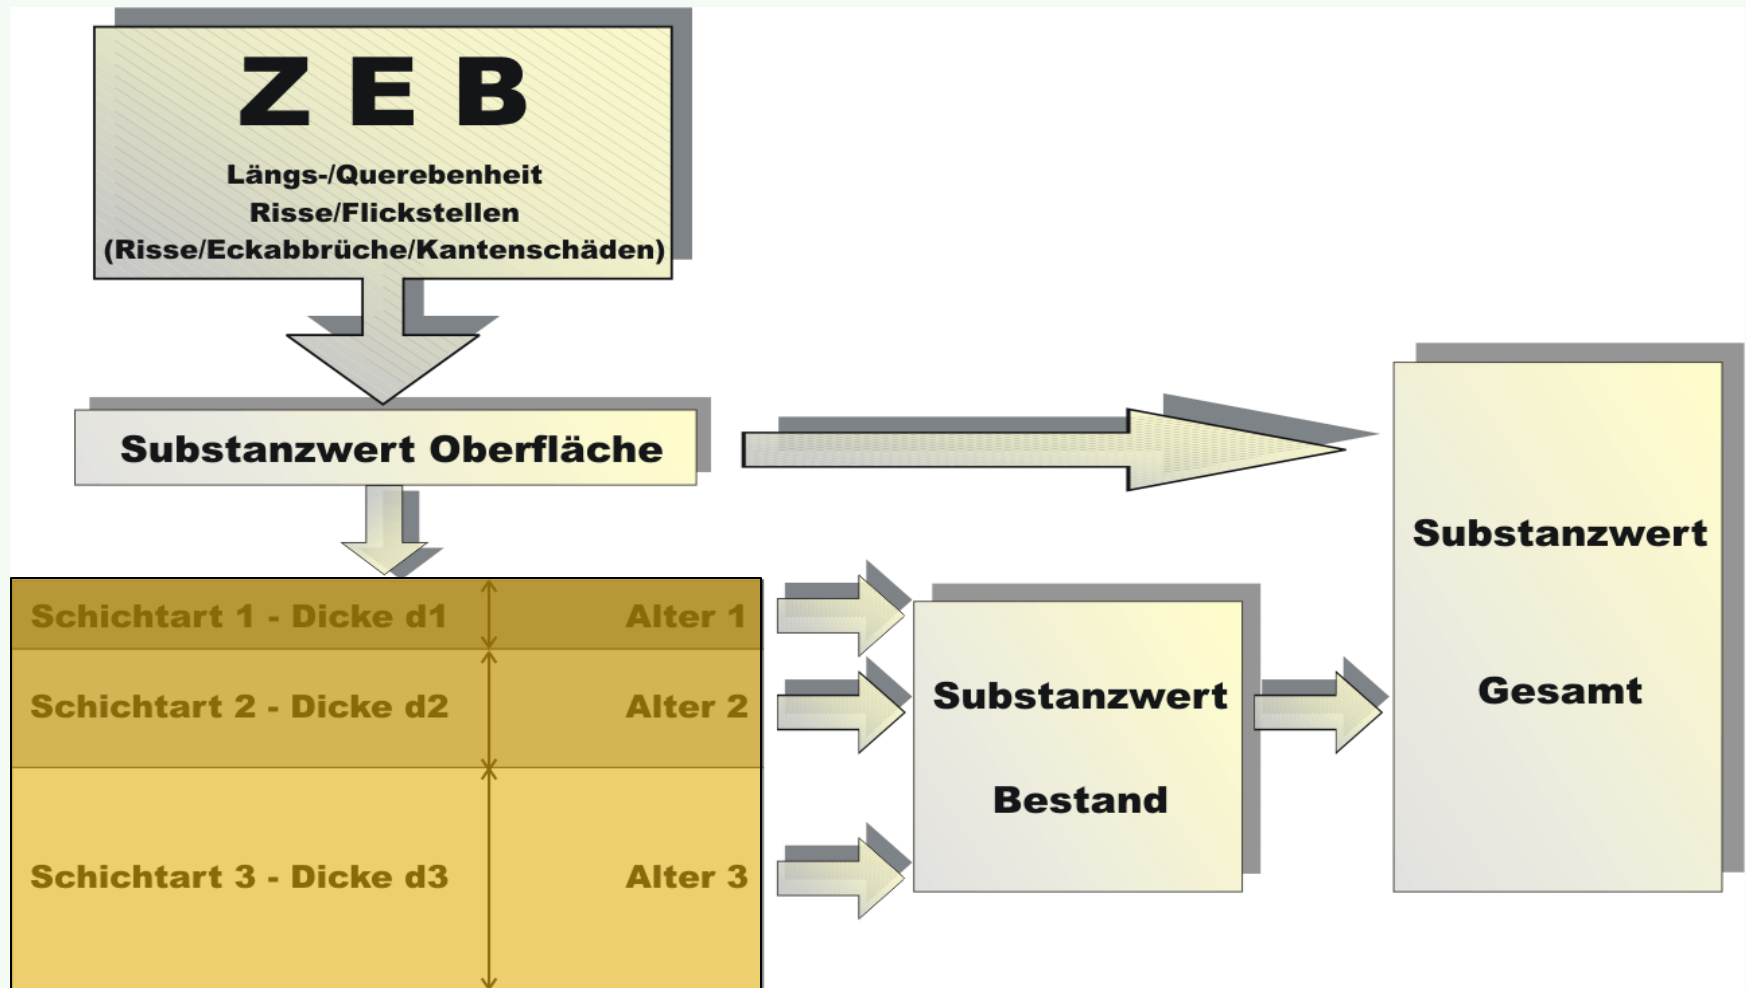 Z E B
Längs-/Querebenheit
Risse/Flickstellen
(Risse/Eckabbrüche/Kantenschäden)
Substanzwert Oberfläche
Schichtart 1 - Dicke d1 Alter 1
Schichtart 2 - Dicke d2 Alter 2
Schichtart 3 - Dicke d3 Alter 3
Substanzwert
Bestand
Substanzwert
Gesamt